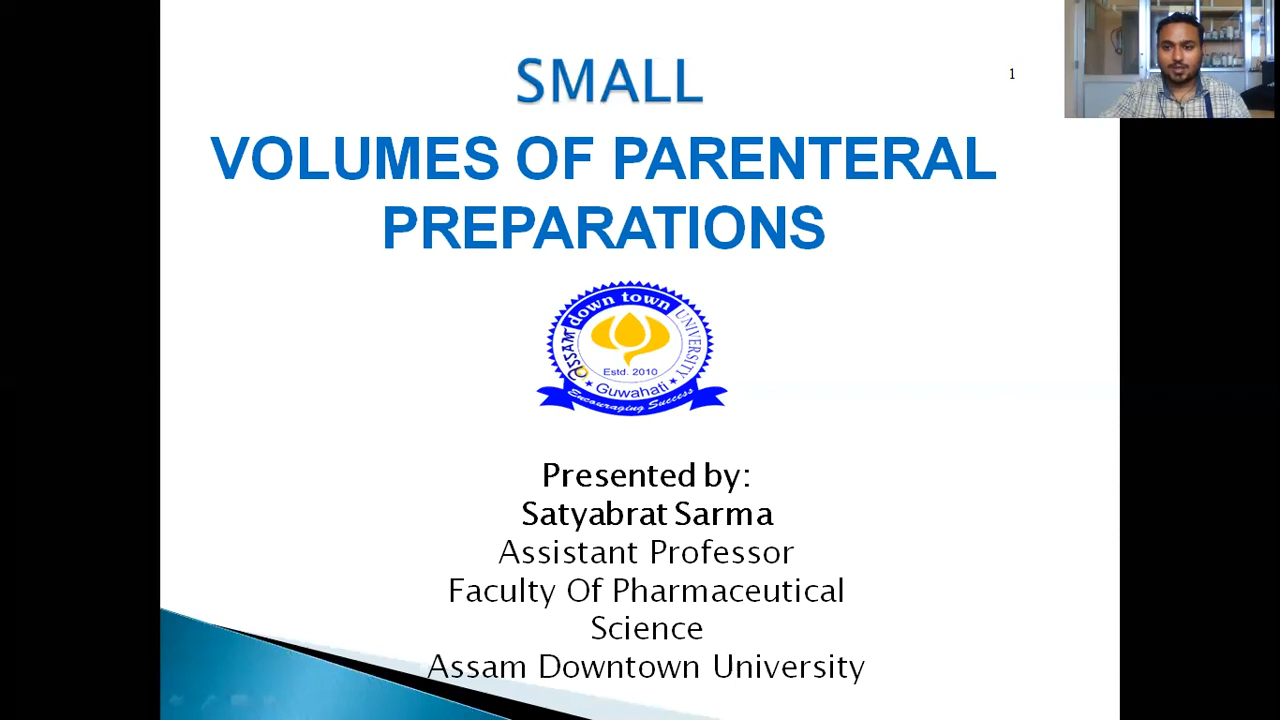 SMALL
1
VOLUMES OF PARENTERAL
PREPARATIONS
ASSAM down town UNIVERSITY
Estd. 2010
Guwahati
Encouraging Success
Presented by:
Satyabrat Sarma
Assistant Professor
Faculty Of Pharmaceutical
Science
Assam Downtown University